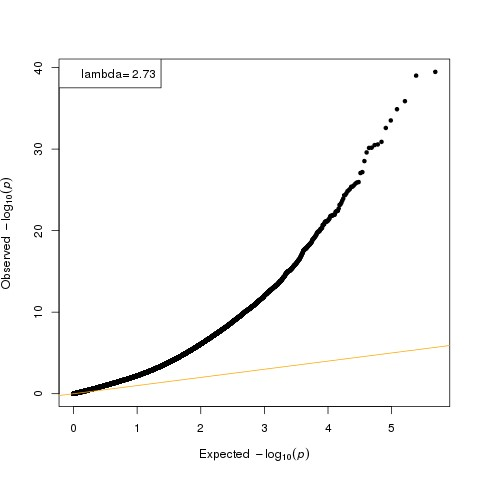 lambda= 2.73
Observed −log10(p)
40
30
20
10
0
0 1 2 3 4 5
Expected −log10(p)